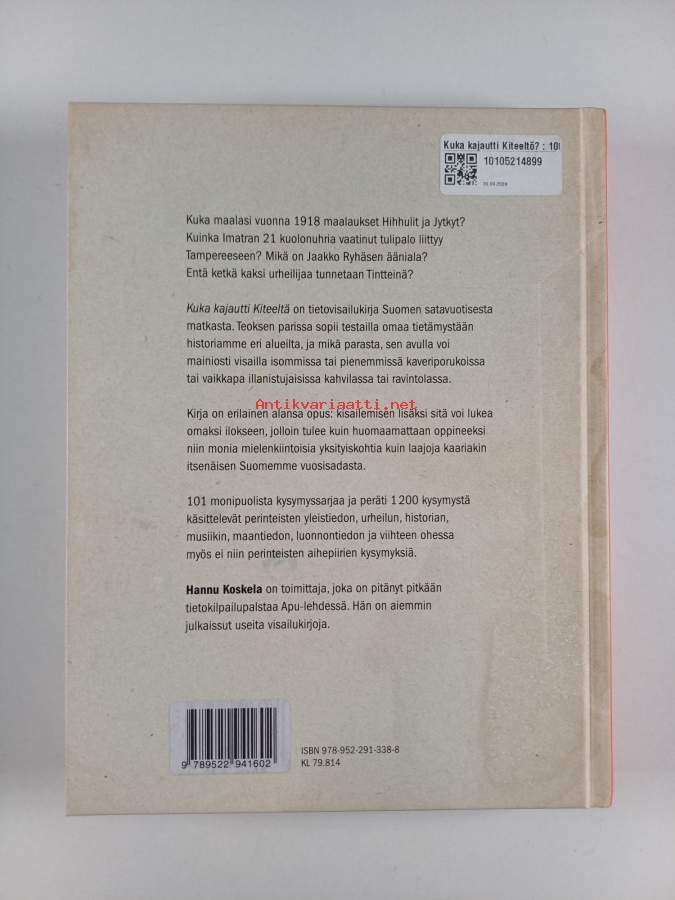 Kuka kajautti Kiteeltö? : 10
10105214899
Kuka maalasi vuonna 1918 maalaukset Hihhulit ja Jytkyt?
Kuinka Imatran 21 kuolonuhria vaatinut tulipalo liittyy
Tampereeseen? Mikä on Jaakko Ryhäsen ääniala?
Entä ketkä kaksi urheilijaa tunnetaan Tintteinä?
Kuka kajautti Kiteeltä on tietovisailukirja Suomen satavuotisesta
matkasta. Teoksen parissa sopii testailla omaa tietämystään
historiamme eri alueilta, ja mikä parasta, sen avulla voi
mainiosti visailla isommissa tai pienemmissä kaveriporukoissa
tai vaikkapa illanistujaisissa kahvilassa tai ravintolassa.
Antikvariaatti.net
Kirja on erilainen alansa opus: kisailemisen lisäksi sitä voi lukea
omaksi ilokseen, jolloin tulee kuin huomaamattaan oppineeksi
niin monia mielenkiintoisia yksityiskohtia kuin laajoja kaariakin
itsenäisen Suomemme vuosisadasta.
101 monipuolista kysymyssarjaa ja peräti 1 200 kysymystä
käsittelevät perinteisten yleistiedon, urheilun, historian,
musiikin, maantiedon, luonnontiedon ja viihteen ohessa
myös ei niin perinteisten aihepiirien kysymyksiä.
Hannu Koskela on toimittaja, joka on pitänyt pitkään
tietokilpailupalstaa Apu-lehdessä. Hän on aiemmin
julkaissut useita visailukirjoja.
ISBN 978-952-291-338-8
KL 79.814
9 789522 941602